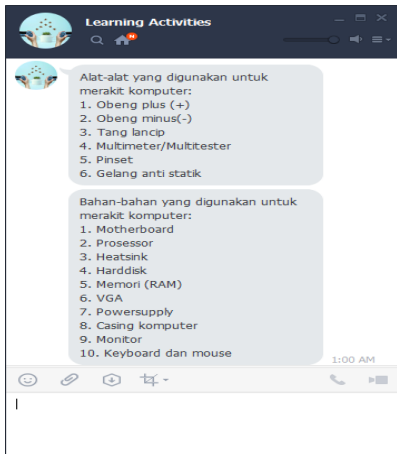 Learning Activities
Alat-alat yang digunakan untuk
merakit komputer:
1. Obeng plus (+)
2. Obeng minus(-)
3. Tang lancip
4. Multimeter/Multitester
5. Pinset
6. Gelang anti statik
Bahan-bahan yang digunakan untuk
merakit komputer:
1. Motherboard
2. Prosessor
3. Heatsink
4. Harddisk
5. Memori (RAM)
6. VGA
7. Powersupply
8. Casing komputer
9. Monitor
10. Keyboard dan mouse
1:00 AM